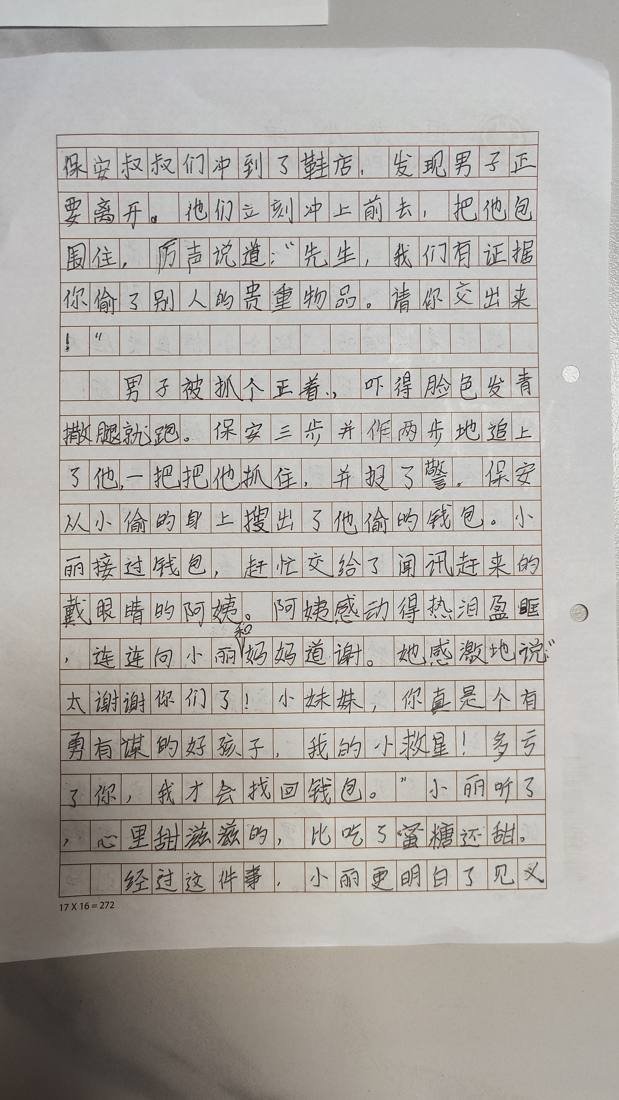 保安叔叔们冲到了鞋店，发现男子正
要离开。他们立刻冲上前去，把他包
围住，厉声说道：“先生，我们有证据
你偷了别人的贵重物品。请你交出来
！”
男子被抓个正着，吓得脸色发青
撒腿就跑。保安三步并作两步地追上
了他，一把把他抓住，并报了警。保安
从小偷的身上搜出了他偷的钱包。小
丽接过钱包，赶忙交给了闻讯赶来的
戴眼睛的阿姨。阿姨感动得热泪盈眶
，连连向小丽和妈妈道谢。她感激地说：“
太谢谢你们了！小妹妹，你真是个有
勇有谋的好孩子，我的小救星！多亏
了你，我才会找回钱包。”小丽听了
，心里甜滋滋的，比吃了蜜糖还甜。
经过这件事，小丽更明白了见义
17 X 16 = 272